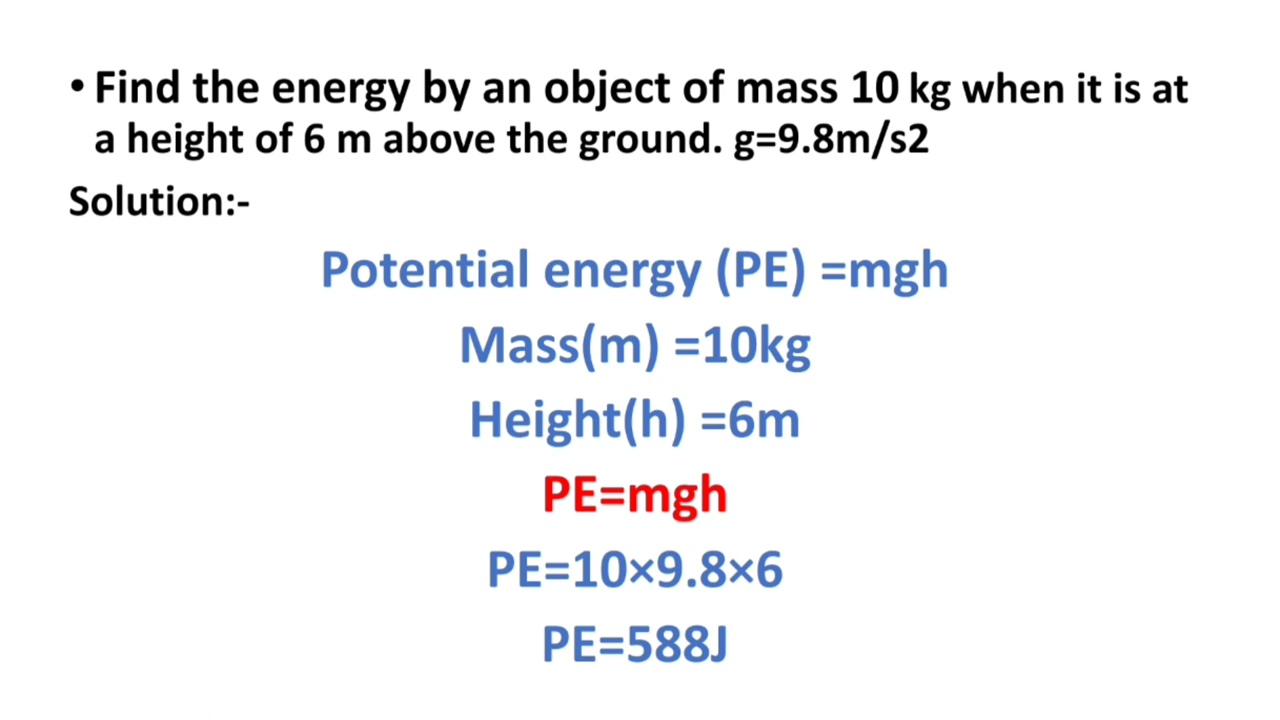 • Find the energy by an object of mass 10 kg when it is at
a height of 6 m above the ground. g=9.8m/s2
Solution:-
Potential energy (PE) =mgh
Mass(m) =10kg
Height(h) =6m
PE=mgh
PE=10×9.8×6
PE=588J